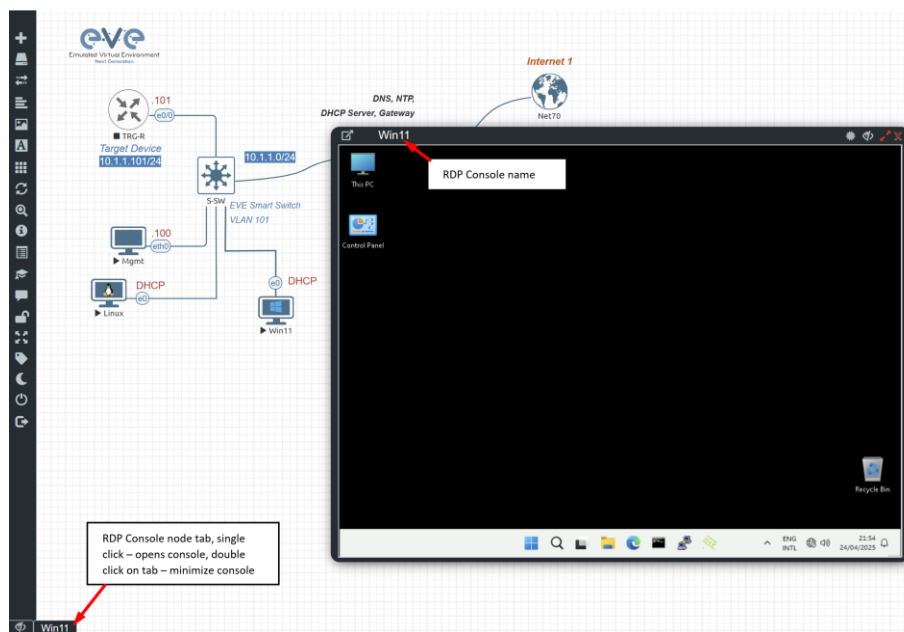 eve
Emulated Virtual Environment
Next Generation
Internet 1
Net70
DNS, NTP,
DHCP Server, Gateway
.101
e0/0
TRG-R
Target Device
10.1.1.101/24
10.1.1.0/24
S-SW
EVE Smart Switch
VLAN 101
.100
eth0
Mgmt
DHCP
e0
Linux
DHCP
e0
Win11
Win11
RDP Console name
This PC
Control Panel
Recycle Bin
ENG
INTL
21:54
24/04/2025
RDP Console node tab, single
click – opens console, double
click on tab – minimize console
Win11